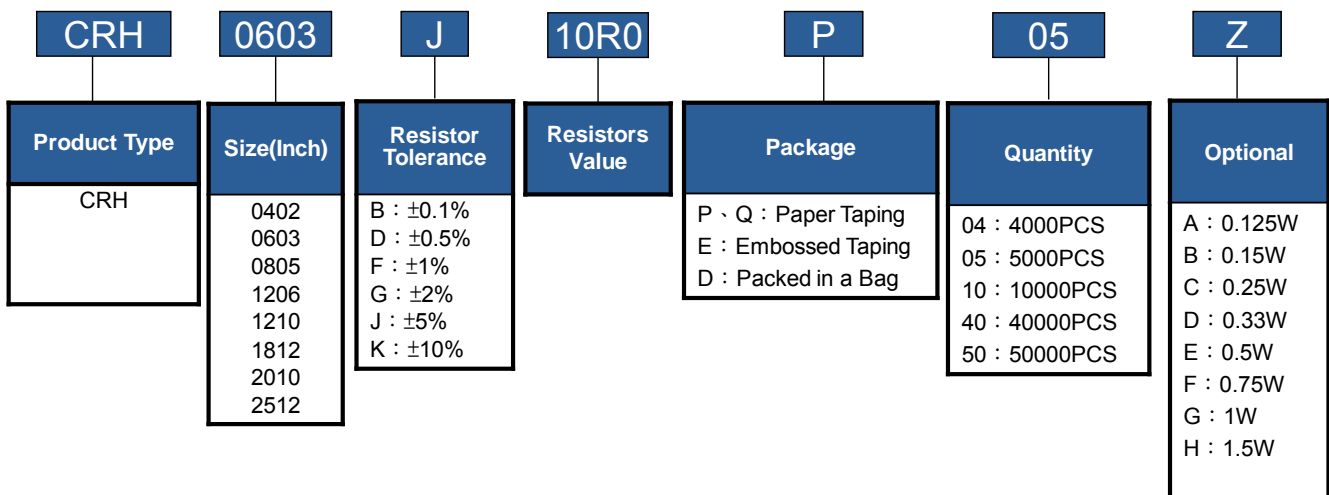 CRH 0603 J 10R0 P 05 Z
Product Type
CRH
Size(Inch)
0402
0603
0805
1206
1210
1812
2010
2512
Resistor
Tolerance
B：±0.1%
D：±0.5%
F：±1%
G：±2%
J：±5%
K：±10%
Resistors
Value
Package
P、Q：Paper Taping
E：Embossed Taping
D：Packed in a Bag
Quantity
04：4000PCS
05：5000PCS
10：10000PCS
40：40000PCS
50：50000PCS
Optional
A：0.125W
B：0.15W
C：0.25W
D：0.33W
E：0.5W
F：0.75W
G：1W
H：1.5W